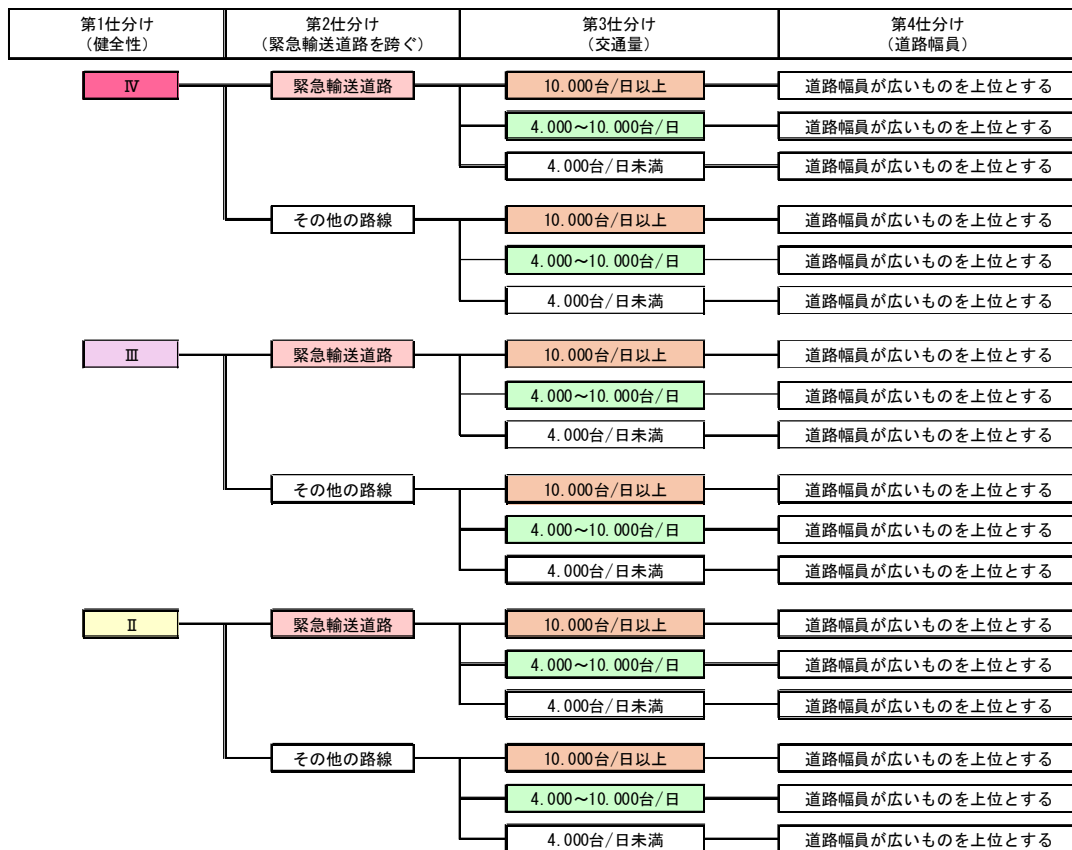 第1仕分け
（健全性）
第2仕分け
（緊急輸送道路を跨ぐ）
第3仕分け
（交通量）
第4仕分け
（道路幅員）
Ⅳ
緊急輸送道路
10.000台/日以上
道路幅員が広いものを上位とする
4.000～10.000台/日
道路幅員が広いものを上位とする
4.000台/日未満
道路幅員が広いものを上位とする
その他の路線
10.000台/日以上
道路幅員が広いものを上位とする
4.000～10.000台/日
道路幅員が広いものを上位とする
4.000台/日未満
道路幅員が広いものを上位とする
Ⅲ
緊急輸送道路
10.000台/日以上
道路幅員が広いものを上位とする
4.000～10.000台/日
道路幅員が広いものを上位とする
4.000台/日未満
道路幅員が広いものを上位とする
その他の路線
10.000台/日以上
道路幅員が広いものを上位とする
4.000～10.000台/日
道路幅員が広いものを上位とする
4.000台/日未満
道路幅員が広いものを上位とする
Ⅱ
緊急輸送道路
10.000台/日以上
道路幅員が広いものを上位とする
4.000～10.000台/日
道路幅員が広いものを上位とする
4.000台/日未満
道路幅員が広いものを上位とする
その他の路線
10.000台/日以上
道路幅員が広いものを上位とする
4.000～10.000台/日
道路幅員が広いものを上位とする
4.000台/日未満
道路幅員が広いものを上位とする